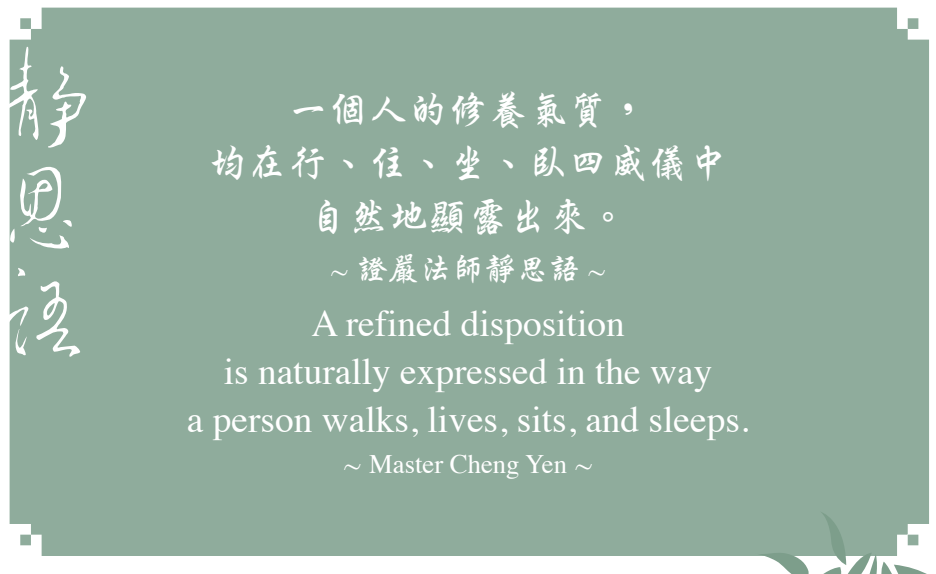 靜思語
一個人的修養氣質，
均在行、住、坐、臥四威儀中
自然地顯露出來。
~ 證嚴法師靜思語 ~
A refined disposition
is naturally expressed in the way
a person walks, lives, sits, and sleeps.
~ Master Cheng Yen ~